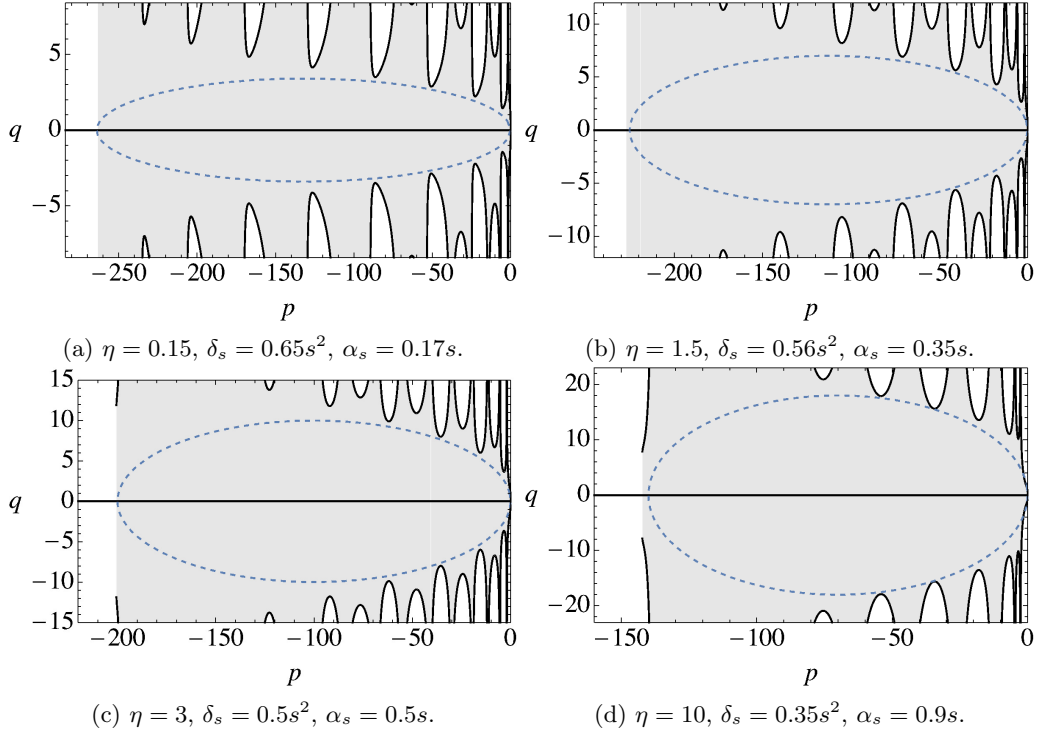 5
0
−5
q
−250 −200 −150 −100 −50 0
p
(a) η = 0.15, δₛ = 0.65s², αₛ = 0.17s.
10
5
0
−5
−10
q
−200 −100 0
p
(b) η = 1.5, δₛ = 0.56s², αₛ = 0.35s.
15
10
5
0
−5
−10
−15
q
−200 −150 −100 −50 0
p
(c) η = 3, δₛ = 0.5s², αₛ = 0.5s.
20
10
0
−10
−20
q
−150 −100 −50 0
p
(d) η = 10, δₛ = 0.35s², αₛ = 0.9s.